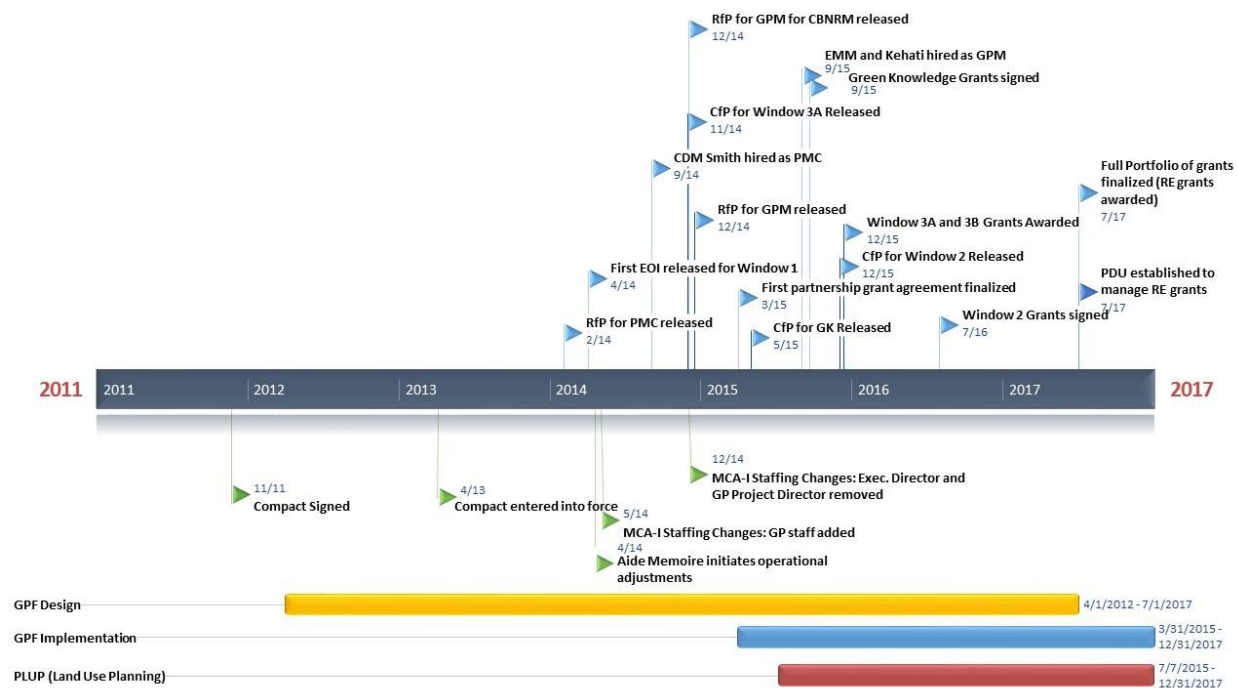 RfP for GPM for CBNRM released
12/14
EMM and Kehati hired as GPM
9/15
Green Knowledge Grants signed
9/15
CfP for Window 3A Released
11/14
CDM Smith hired as PMC
9/14
Full Portfolio of grants
finalized (RE grants
awarded)
7/17
RfP for GPM released
12/14
Window 3A and 3B Grants Awarded
12/15
CfP for Window 2 Released
12/15
First EOI released for Window 1
4/14
First partnership grant agreement finalized
3/15
PDU established to
manage RE grants
7/17
RfP for PMC released
2/14
CfP for GK Released
5/15
Window 2 Grants signed
7/16
2011
2011
2012
2013
2014
2015
2016
2017
2017
11/11
Compact Signed
4/13
Compact entered into force
12/14
MCA-I Staffing Changes: Exec. Director and
GP Project Director removed
5/14
MCA-I Staffing Changes: GP staff added
4/14
Aide Memoire initiates operational
adjustments
GPF Design
4/1/2012 - 7/1/2017
GPF Implementation
3/31/2015 -
12/31/2017
PLUP (Land Use Planning)
7/7/2015 -
12/31/2017